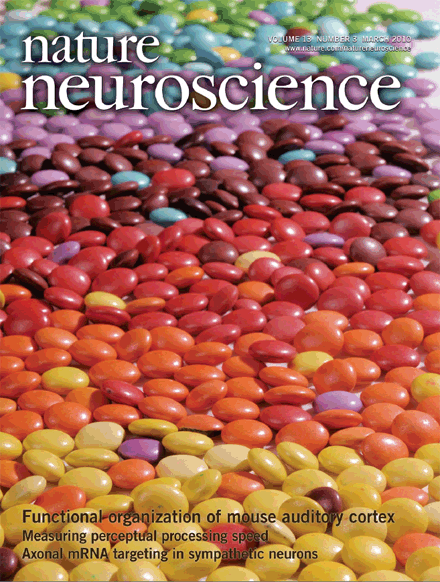 nature
neuroscience
VOLUME 13 NUMBER 3 MARCH 2010
www.nature.com/natureneuroscience
Functional organization of mouse auditory cortex
Measuring perceptual processing speed
Axonal mRNA targeting in sympathetic neurons